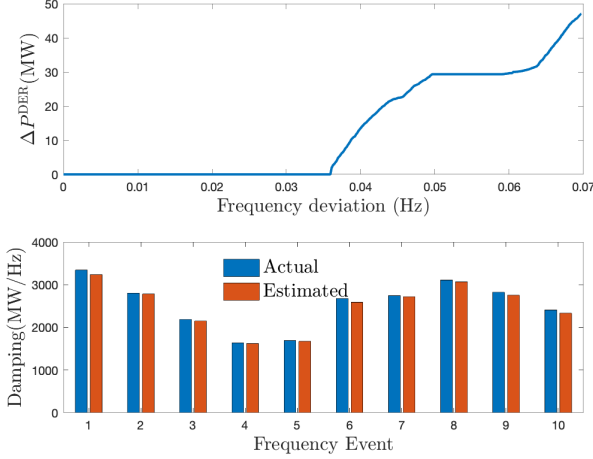 50
40
30
20
10
0
ΔP^DER(MW)
0 0.01 0.02 0.03 0.04 0.05 0.06 0.07
Frequency deviation (Hz)
4000
3000
2000
1000
0
Damping(MW/Hz)
Actual
Estimated
1 2 3 4 5 6 7 8 9 10
Frequency Event